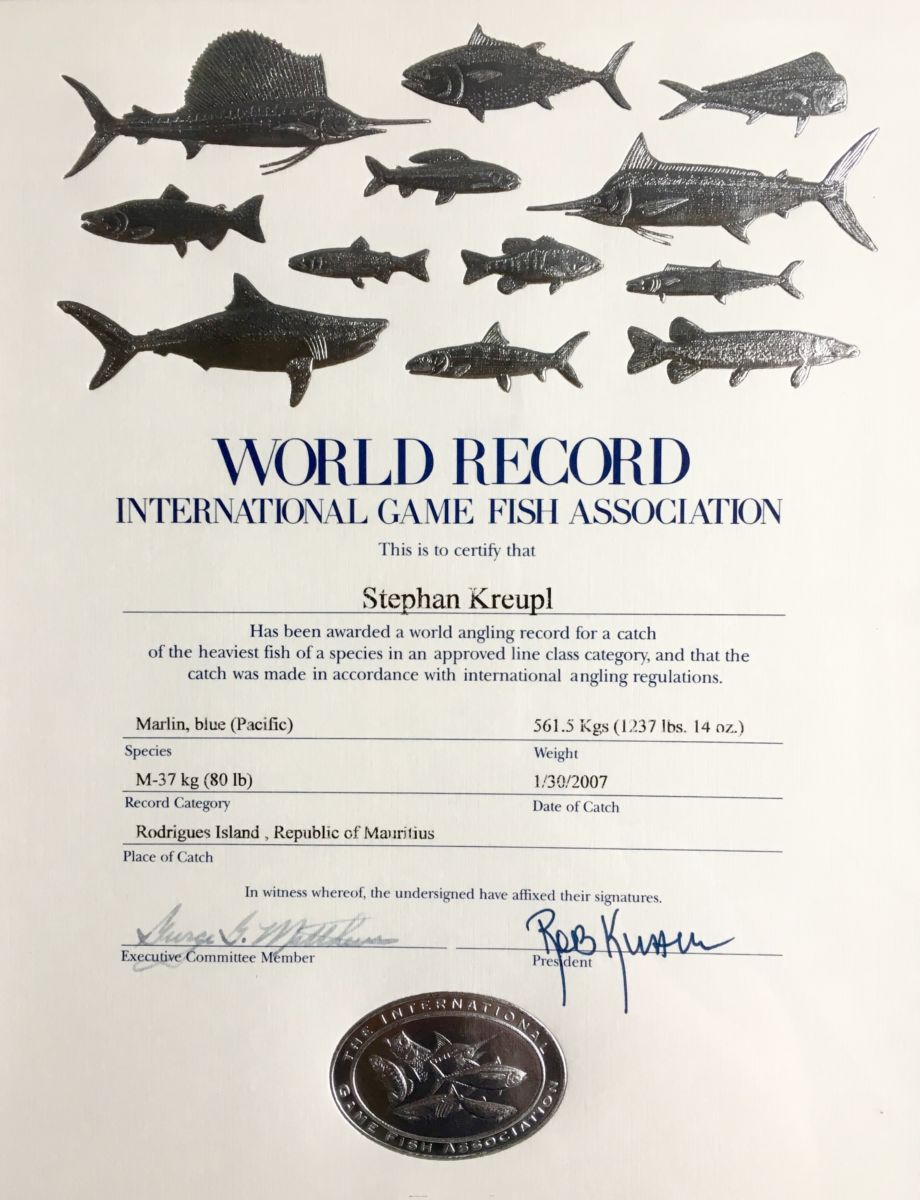 WORLD RECORD
INTERNATIONAL GAME FISH ASSOCIATION
This is to certify that
Stephan Kreupl
Has been awarded a world angling record for a catch
of the heaviest fish of a species in an approved line class category, and that the
catch was made in accordance with international angling regulations.
Marlin, blue (Pacific)
561.5 Kgs (1237 lbs. 14 oz.)
Species
Weight
M-37 kg (80 lb)
1/30/2007
Record Category
Date of Catch
Rodrigues Island , Republic of Mauritius
Place of Catch
In witness whereof, the undersigned have affixed their signatures.
George G. Matthews
Rob Kramer
Executive Committee Member
President
THE INTERNATIONAL
GAME FISH ASSOCIATION